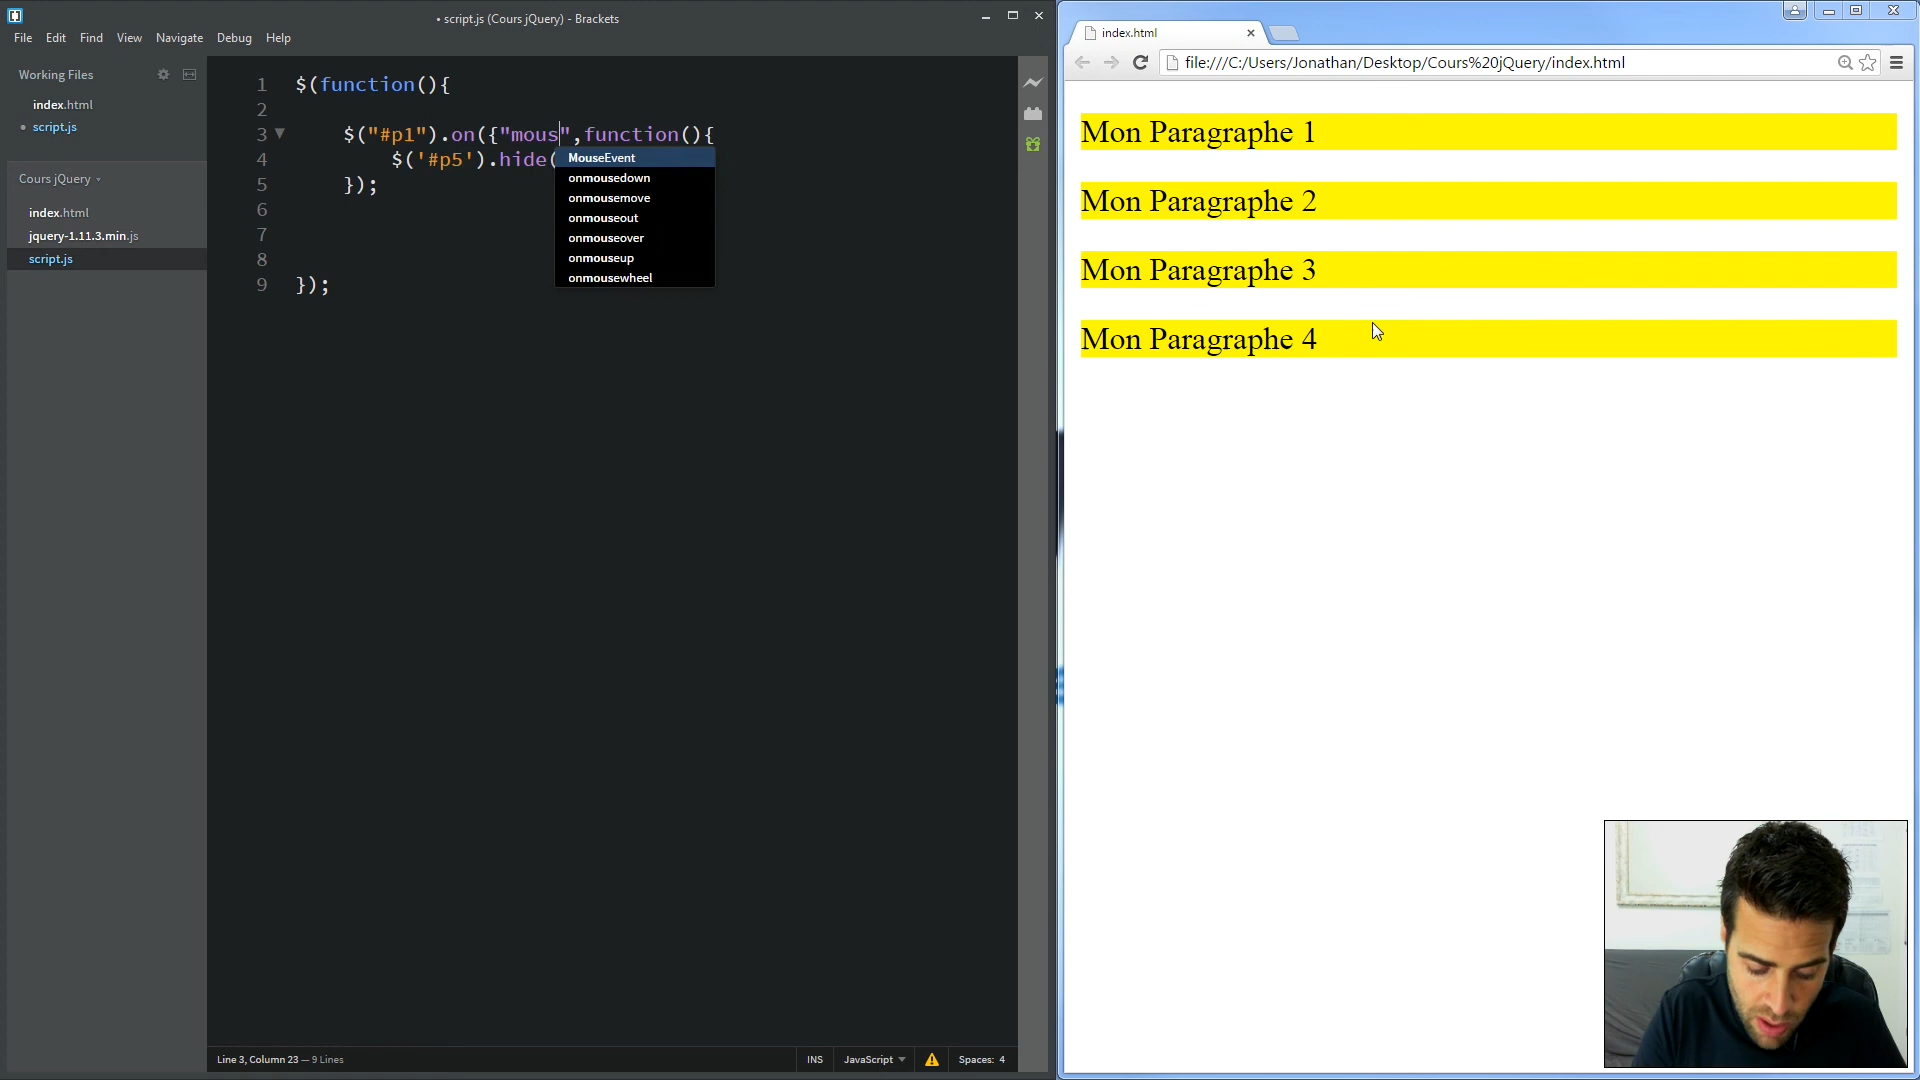 • script.js (Cours jQuery) - Brackets
File Edit Find View Navigate Debug Help
Working Files
index.html
• script.js
Cours jQuery
index.html
jquery-1.11.3.min.js
script.js
1 $(function(){
2
3 $("#p1").on({"mous",function(){
4 $('#p5').hide(
5 });
6
7
8
9 });
MouseEvent
onmousedown
onmousemove
onmouseout
onmouseover
onmouseup
onmousewheel
Line 3, Column 23 — 9 Lines
INS
JavaScript
Spaces: 4
index.html
file:///C:/Users/Jonathan/Desktop/Cours%20jQuery/index.html
Mon Paragraphe 1
Mon Paragraphe 2
Mon Paragraphe 3
Mon Paragraphe 4